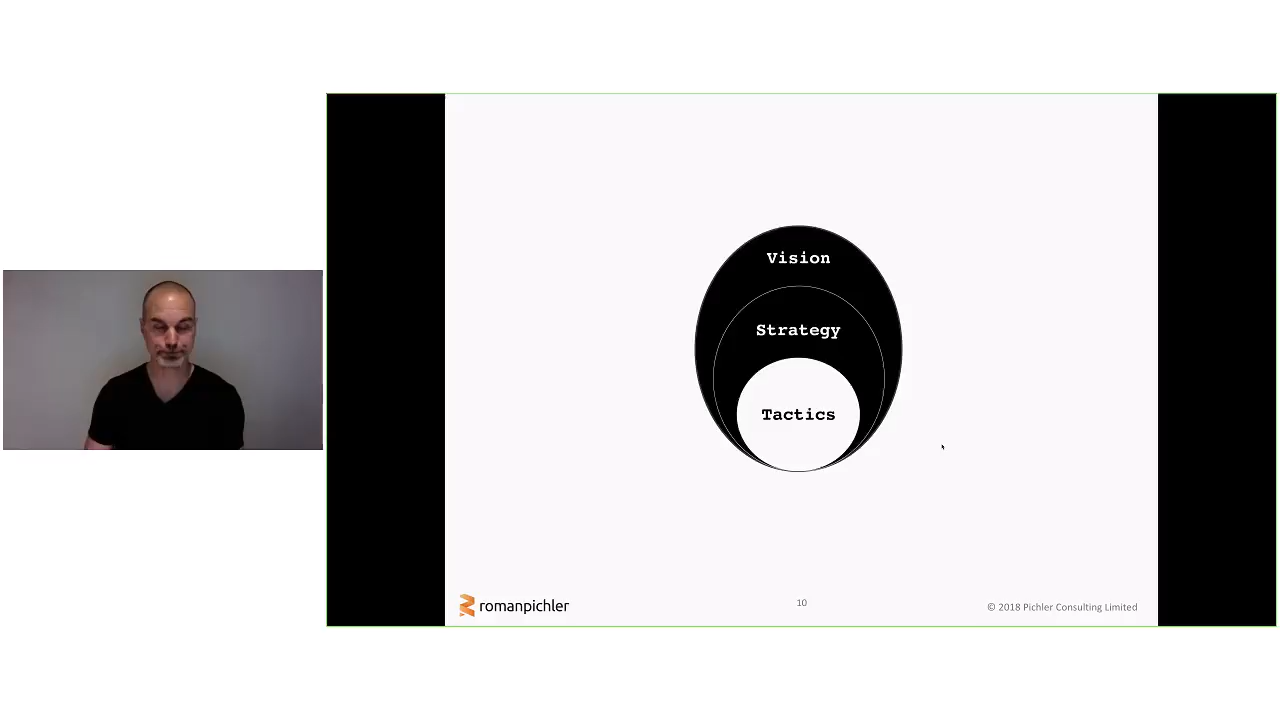 Vision
Strategy
Tactics
romanpichler
10
© 2018 Pichler Consulting Limited